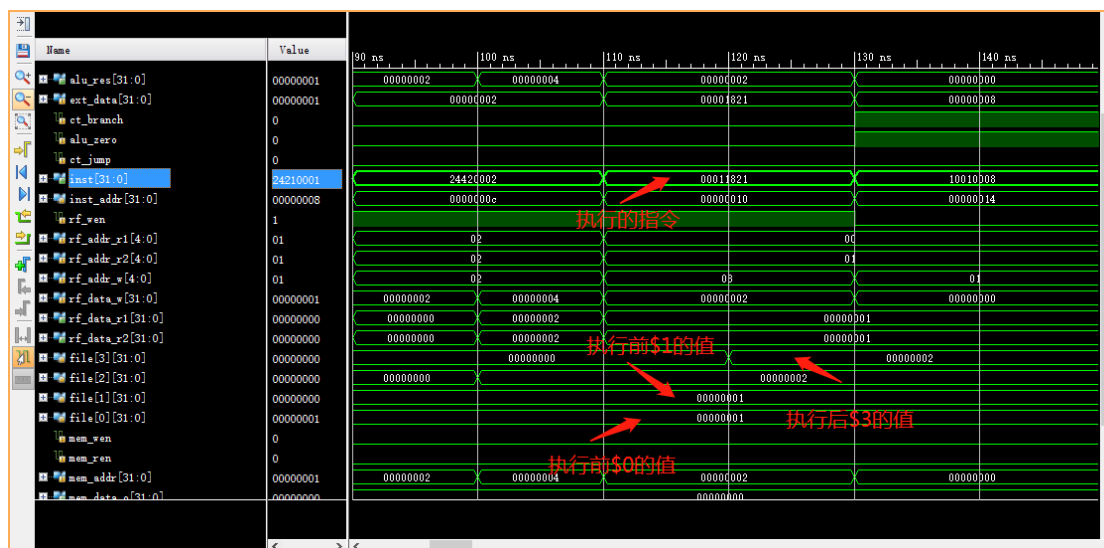 Name Value
90 ns 100 ns 110 ns 120 ns 130 ns 140 ns
alu_res[31:0] 00000001 00000002 00000004 00000002 00000000
ext_data[31:0] 00000001 00000002 00001821 00000008
ct_branch 0
alu_zero 0
ct_jump 0
inst[31:0] 24210001 24420002 00011821 10010008
inst_addr[31:0] 00000008 0000000c 00000010 00000014
执行的指令
rf_wen 1
rf_addr_r1[4:0] 01 02 00
rf_addr_r2[4:0] 01 02 01
rf_addr_w[4:0] 01 02 03 01
rf_data_w[31:0] 00000001 00000002 00000004 00000002 00000000
rf_data_r1[31:0] 00000000 00000000 00000002 00000001
rf_data_r2[31:0] 00000000 00000000 00000002 00000001
执行前$1的值
file[3][31:0] 00000000 00000000 00000002
file[2][31:0] 00000000 00000000 00000002
file[1][31:0] 00000000 00000001
file[0][31:0] 00000001 00000001
执行后$3的值
mem_wen 0
mem_ren 0
执行前$0的值
mem_addr[31:0] 00000001 00000002 00000004 00000002 00000000
mem_data_o[31:0] 00000000 00000000